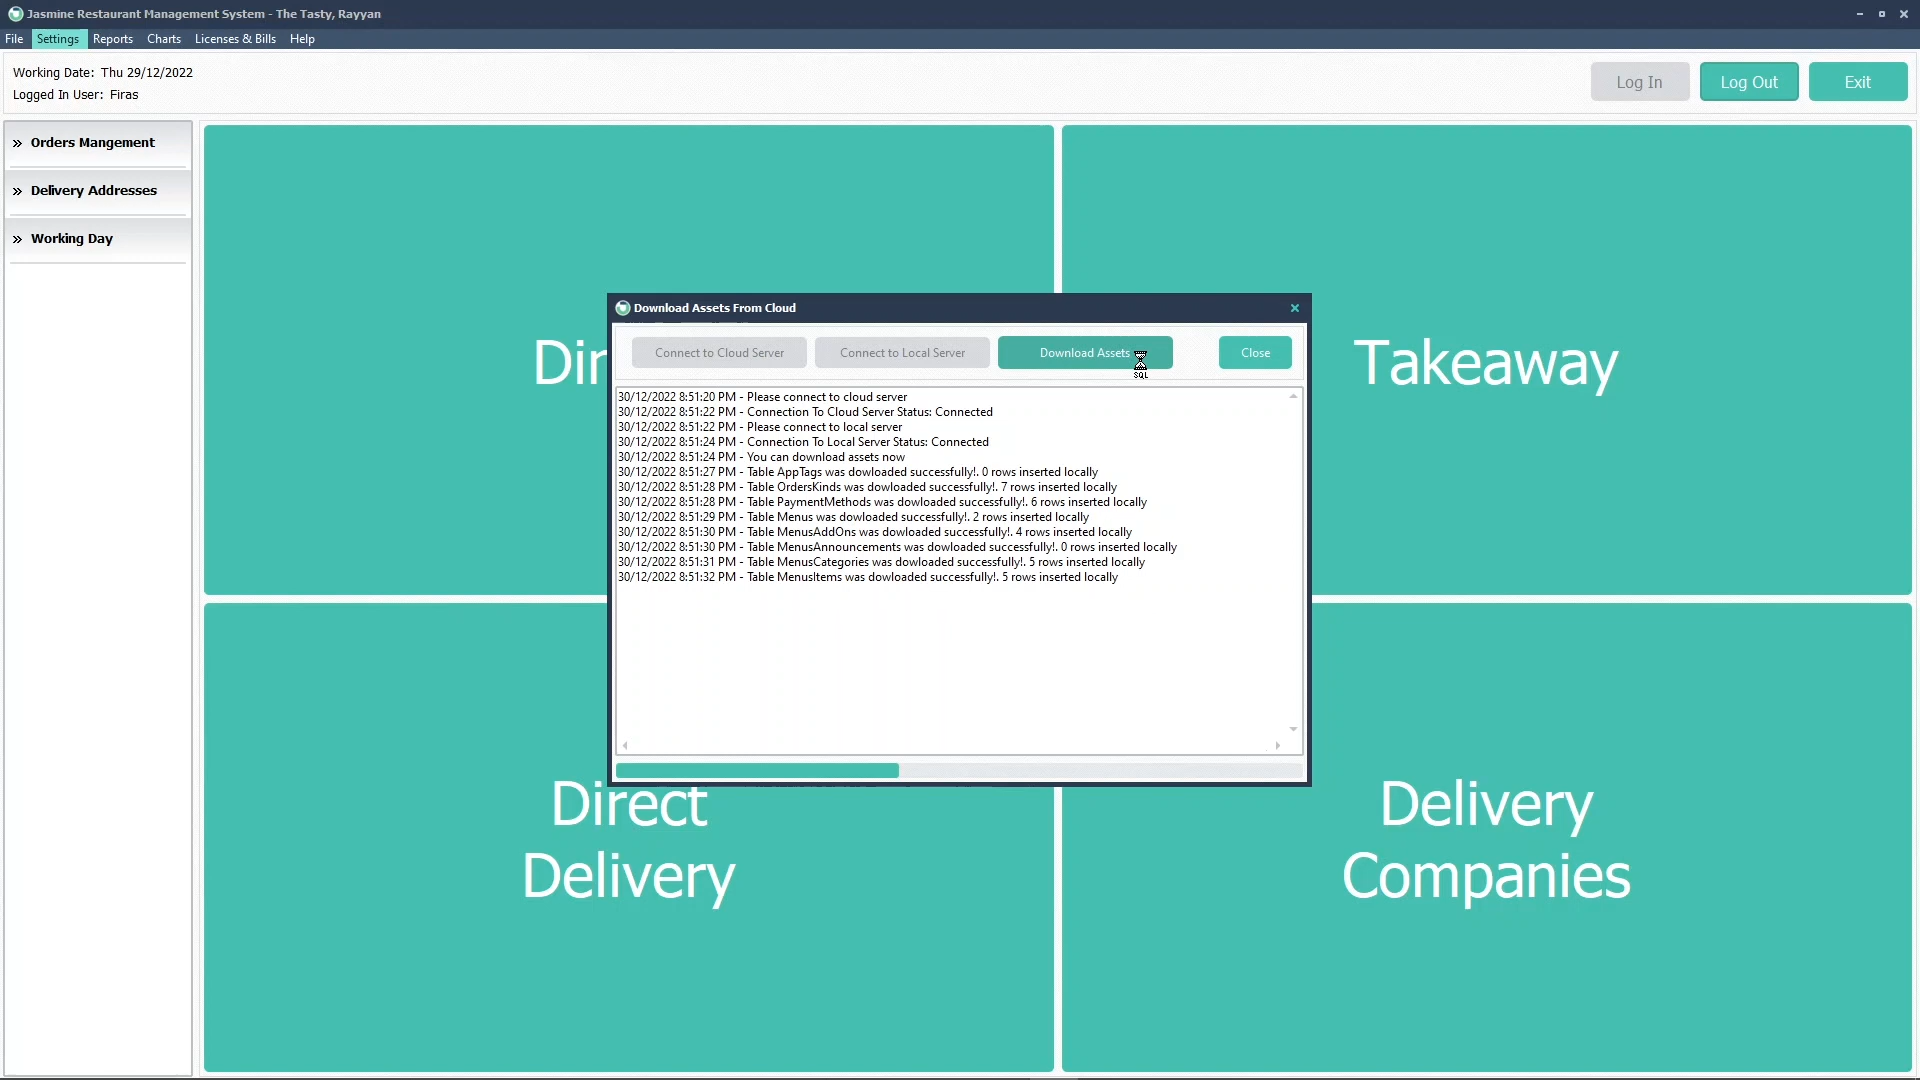 Jasmine Restaurant Management System - The Tasty, Rayyan
File Settings Reports Charts Licenses & Bills Help
Working Date: Thu 29/12/2022
Logged In User: Firas
Log In Log Out Exit
Orders Mangement
Delivery Addresses
Working Day
Dir
Takeaway
Download Assets From Cloud
Connect to Cloud Server Connect to Local Server Download Assets Close
SQL
30/12/2022 8:51:20 PM - Please connect to cloud server
30/12/2022 8:51:22 PM - Connection To Cloud Server Status: Connected
30/12/2022 8:51:22 PM - Please connect to local server
30/12/2022 8:51:24 PM - Connection To Local Server Status: Connected
30/12/2022 8:51:24 PM - You can download assets now
30/12/2022 8:51:27 PM - Table AppTags was dowloaded successfully!. 0 rows inserted locally
30/12/2022 8:51:28 PM - Table OrdersKinds was dowloaded successfully!. 7 rows inserted locally
30/12/2022 8:51:28 PM - Table PaymentMethods was dowloaded successfully!. 6 rows inserted locally
30/12/2022 8:51:29 PM - Table Menus was dowloaded successfully!. 2 rows inserted locally
30/12/2022 8:51:30 PM - Table MenusAddOns was dowloaded successfully!. 4 rows inserted locally
30/12/2022 8:51:30 PM - Table MenusAnnouncements was dowloaded successfully!. 0 rows inserted locally
30/12/2022 8:51:31 PM - Table MenusCategories was dowloaded successfully!. 5 rows inserted locally
30/12/2022 8:51:32 PM - Table MenusItems was dowloaded successfully!. 5 rows inserted locally
Direct
Delivery
Delivery
Companies